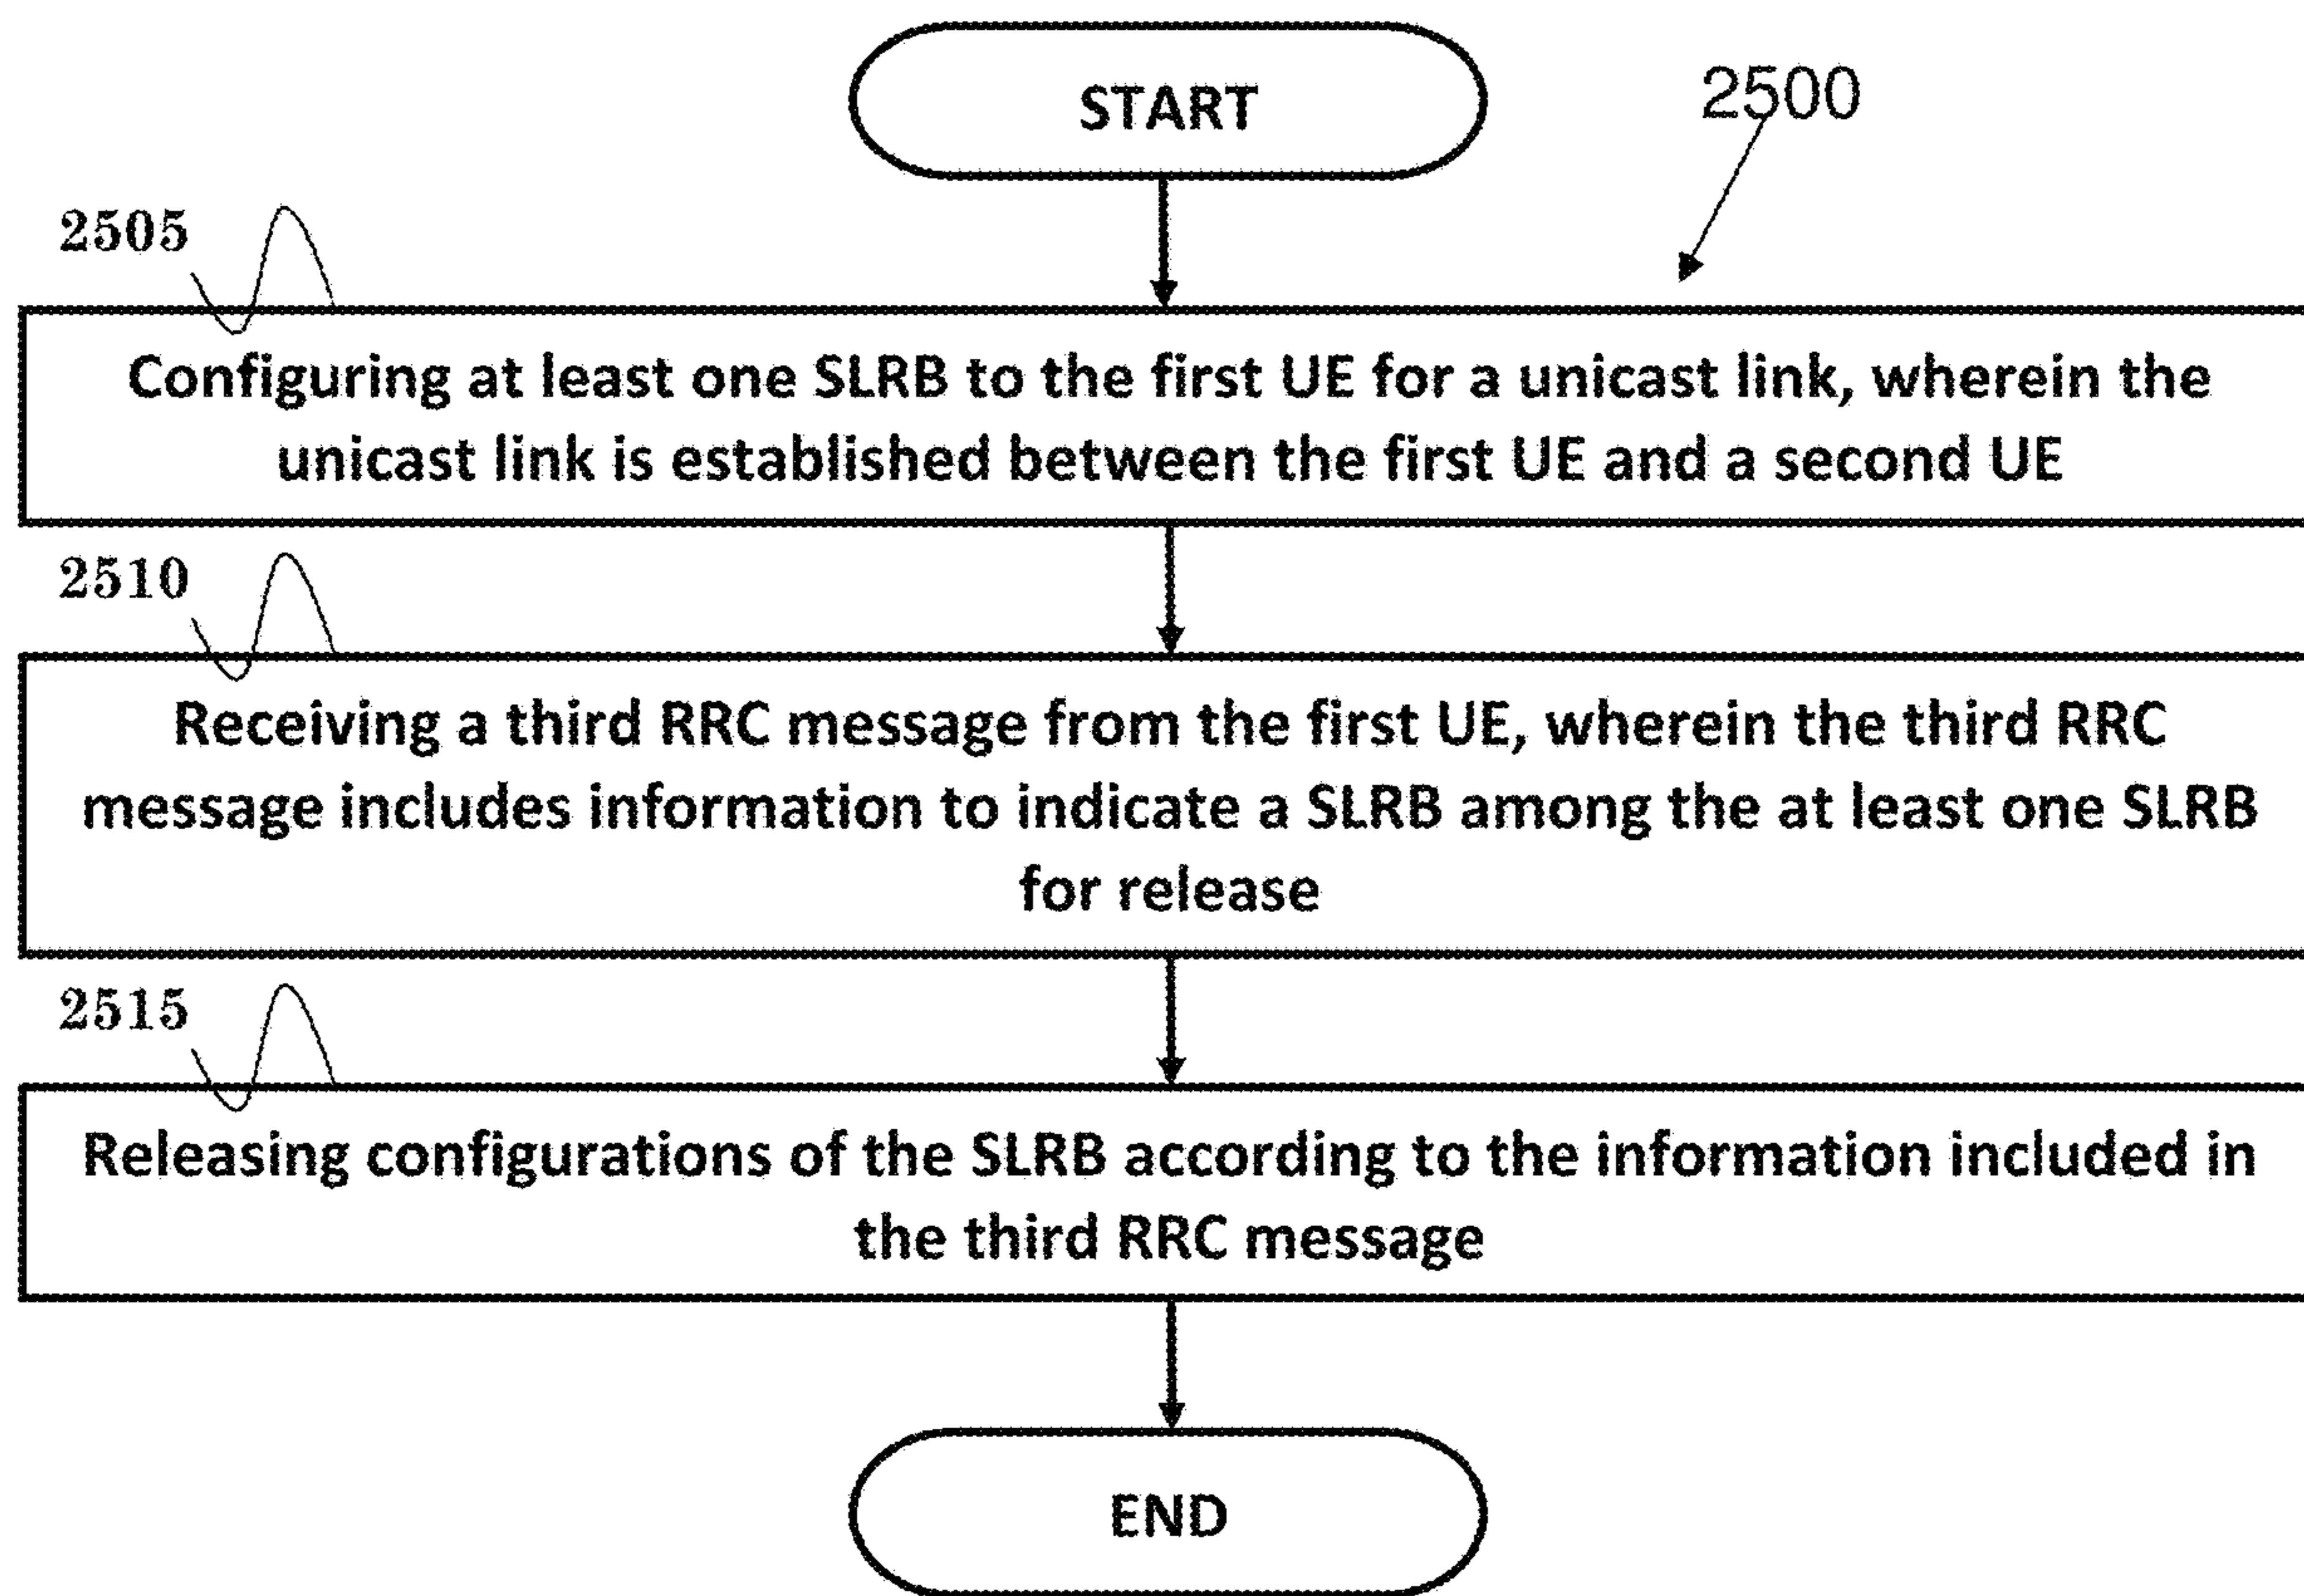 START
2500
2505
Configuring at least one SLRB to the first UE for a unicast link, wherein the
unicast link is established between the first UE and a second UE
2510
Receiving a third RRC message from the first UE, wherein the third RRC
message includes information to indicate a SLRB among the at least one SLRB
for release
2515
Releasing configurations of the SLRB according to the information included in
the third RRC message
END